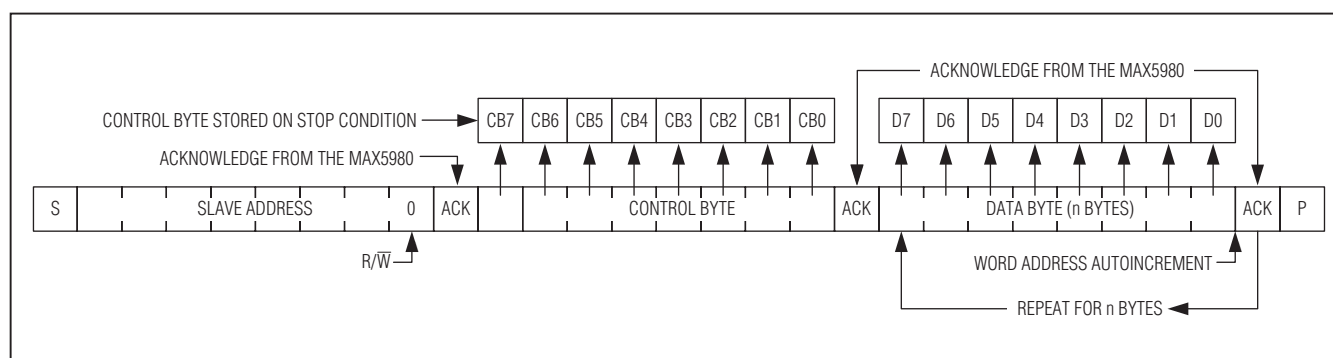 ACKNOWLEDGE FROM THE MAX5980
CONTROL BYTE STORED ON STOP CONDITION CB7 CB6 CB5 CB4 CB3 CB2 CB1 CB0 D7 D6 D5 D4 D3 D2 D1 D0
ACKNOWLEDGE FROM THE MAX5980
S SLAVE ADDRESS 0 ACK CONTROL BYTE ACK DATA BYTE (n BYTES) ACK P
R/W̅ WORD ADDRESS AUTOINCREMENT
REPEAT FOR n BYTES